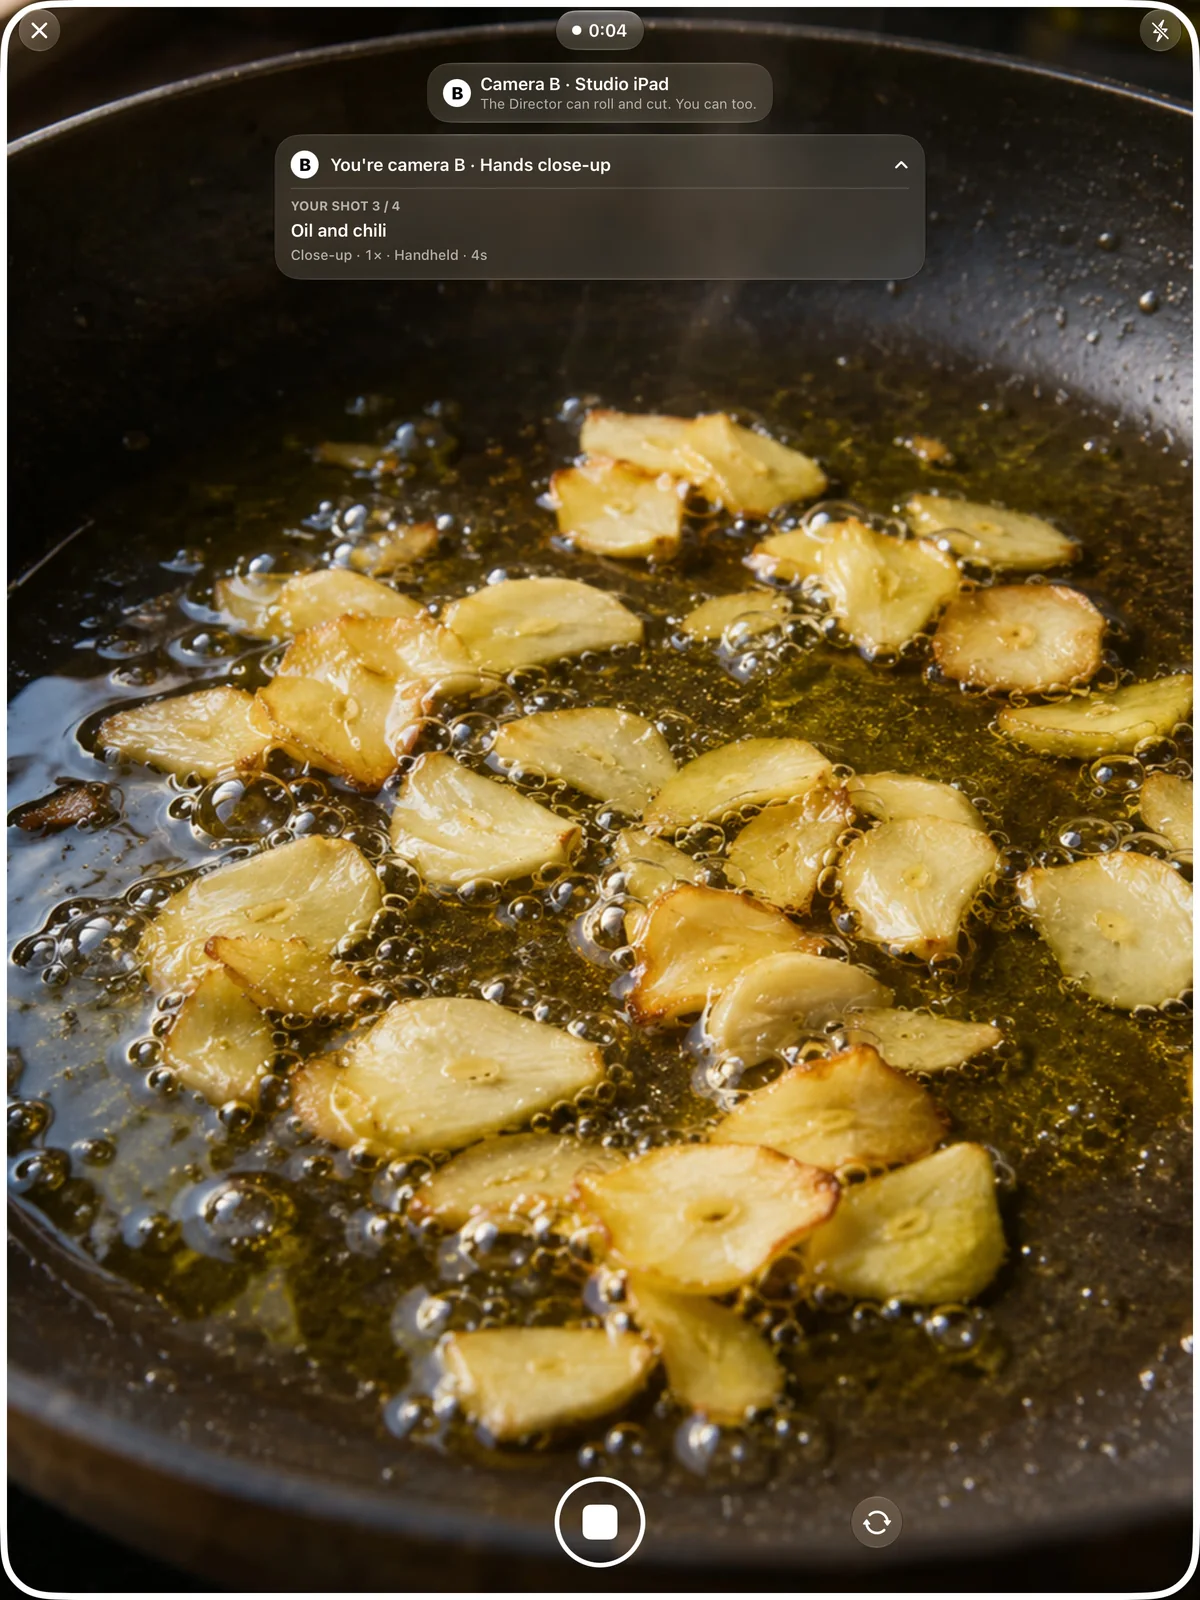 0:04
B
Camera B · Studio iPad
The Director can roll and cut. You can too.
B
You're camera B · Hands close-up
YOUR SHOT 3 / 4
Oil and chili
Close-up · 1× · Handheld · 4s